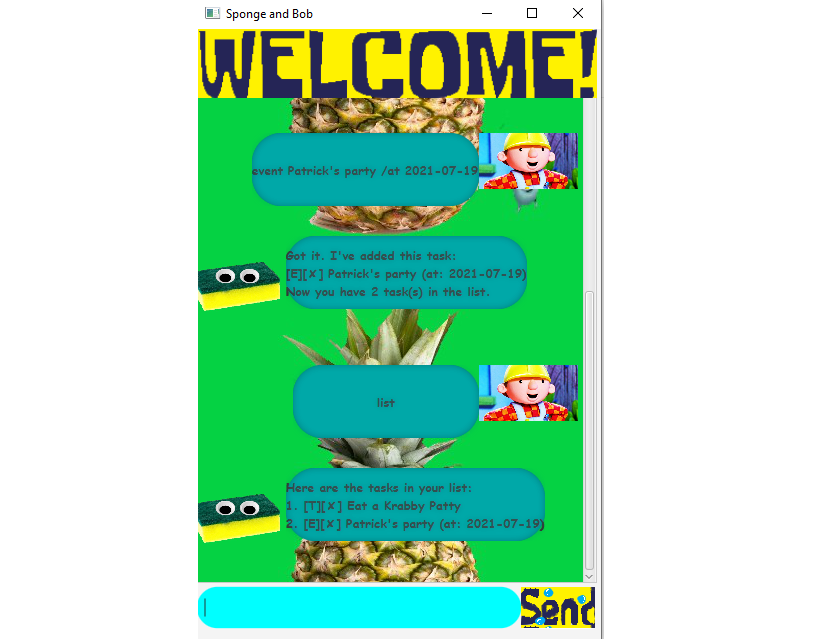 Sponge and Bob
WELCOME!
event Patrick's party /at 2021-07-19
Got it. I've added this task:
[E][✘] Patrick's party (at: 2021-07-19)
Now you have 2 task(s) in the list.
list
Here are the tasks in your list:
1. [T][✘] Eat a Krabby Patty
2. [E][✘] Patrick's party (at: 2021-07-19)
Send